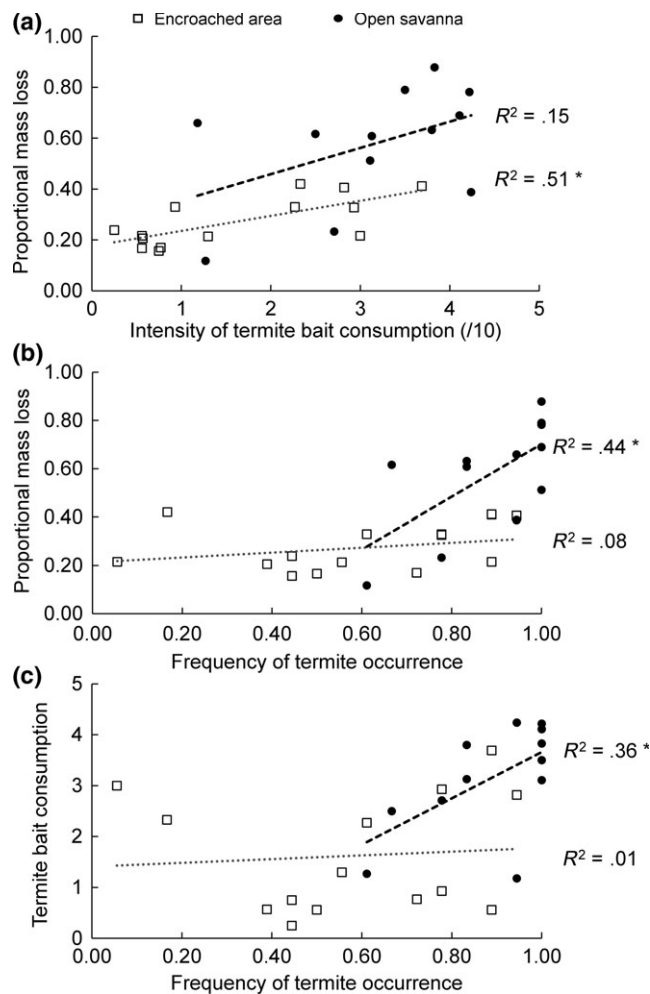 (a)
Encroached area
Open savanna
Proportional mass loss
1.00
0.80
0.60
0.40
0.20
0.00
R² = .15
R² = .51 *
0
1
2
3
4
5
Intensity of termite bait consumption (/10)
(b)
Proportional mass loss
1.00
0.80
0.60
0.40
0.20
0.00
R² = .44 *
R² = .08
0.00
0.20
0.40
0.60
0.80
1.00
Frequency of termite occurrence
(c)
Termite bait consumption
5
4
3
2
1
0
R² = .36 *
R² = .01
0.00
0.20
0.40
0.60
0.80
1.00
Frequency of termite occurrence